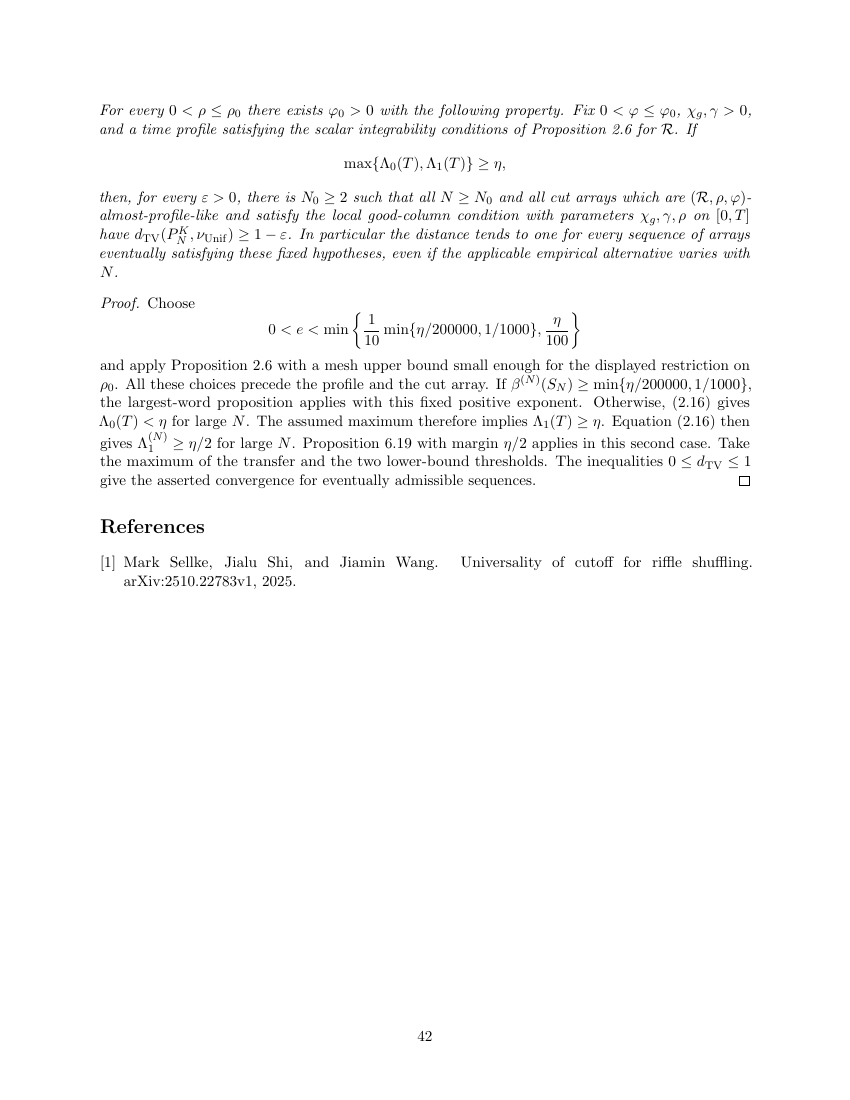 For every 0 < ρ ≤ ρ₀ there exists φ₀ > 0 with the following property. Fix 0 < φ ≤ φ₀, χ_g, γ > 0,
and a time profile satisfying the scalar integrability conditions of Proposition 2.6 for ℛ. If
max{Λ₀(T), Λ₁(T)} ≥ η,
then, for every ε > 0, there is N₀ ≥ 2 such that all N ≥ N₀ and all cut arrays which are (ℛ, ρ, φ)-
almost-profile-like and satisfy the local good-column condition with parameters χ_g, γ, ρ on [0, T]
have d_TV(P_N^K, ν_Unif) ≥ 1 − ε. In particular the distance tends to one for every sequence of arrays
eventually satisfying these fixed hypotheses, even if the applicable empirical alternative varies with
N.
Proof. Choose
0 < e < min { 1/10 min{η/200000, 1/1000}, η/100 }
and apply Proposition 2.6 with a mesh upper bound small enough for the displayed restriction on
ρ₀. All these choices precede the profile and the cut array. If β^(N)(S_N) ≥ min{η/200000, 1/1000},
the largest-word proposition applies with this fixed positive exponent. Otherwise, (2.16) gives
Λ₀(T) < η for large N. The assumed maximum therefore implies Λ₁(T) ≥ η. Equation (2.16) then
gives Λ₁^(N) ≥ η/2 for large N. Proposition 6.19 with margin η/2 applies in this second case. Take
the maximum of the transfer and the two lower-bound thresholds. The inequalities 0 ≤ d_TV ≤ 1
give the asserted convergence for eventually admissible sequences. □
References
[1] Mark Sellke, Jialu Shi, and Jiamin Wang. Universality of cutoff for riffle shuffling.
arXiv:2510.22783v1, 2025.
42